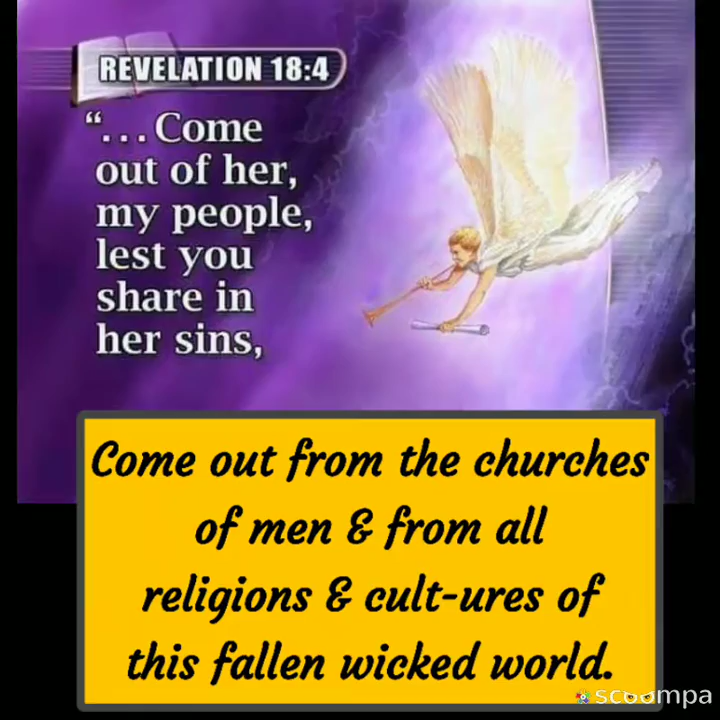 REVELATION 18:4
“...Come
out of her,
my people,
lest you
share in
her sins,
Come out from the churches
of men & from all
religions & cult-ures of
this fallen wicked world.
scoompa